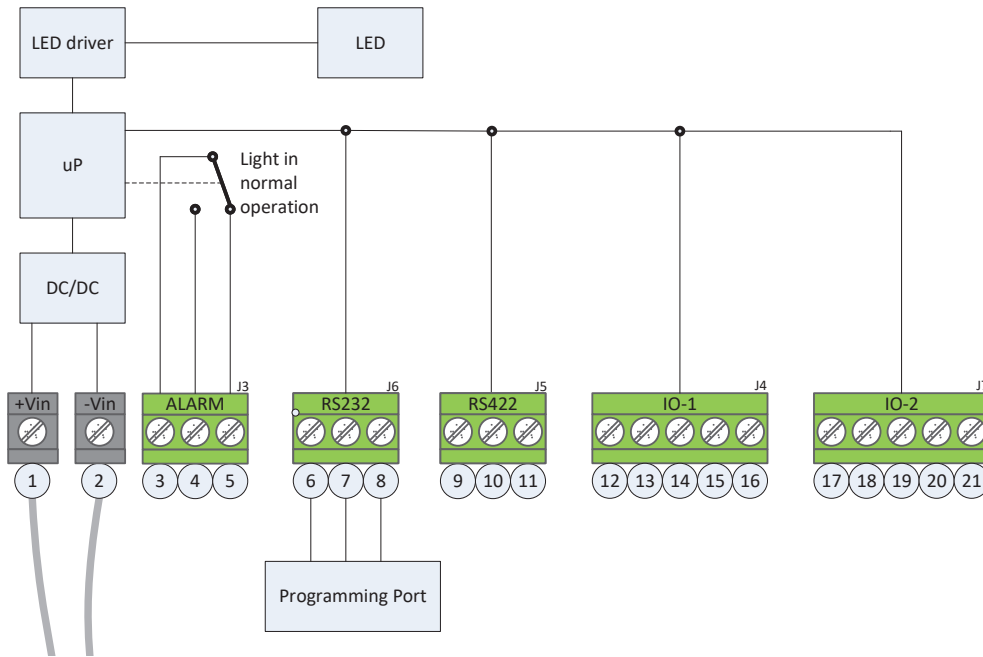 LED driver
LED
uP
Light in
normal
operation
DC/DC
+Vin
-Vin
J3
ALARM
J6
RS232
J5
RS422
J4
IO-1
IO-2
1
2
3
4
5
6
7
8
9
10
11
12
13
14
15
16
17
18
19
20
21
Programming Port